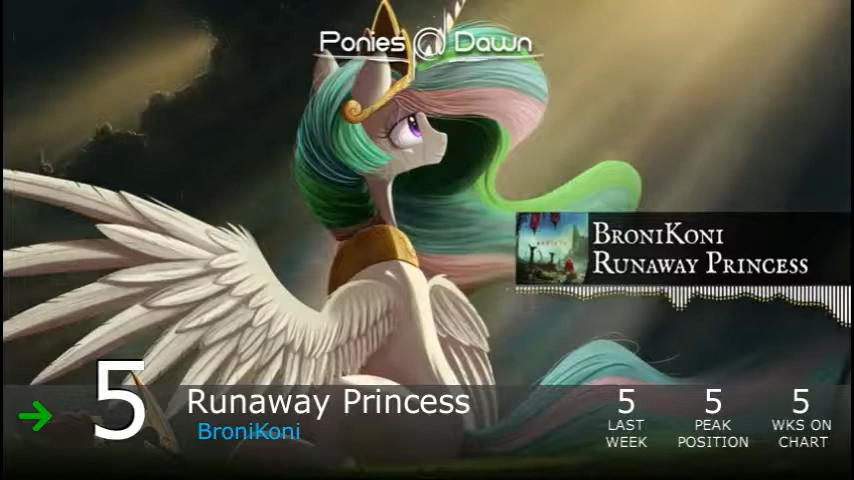 Ponies @ Dawn
BroniKoni
Runaway Princess
5
Runaway Princess
BroniKoni
5
LAST
WEEK
5
PEAK
POSITION
5
WKS ON
CHART